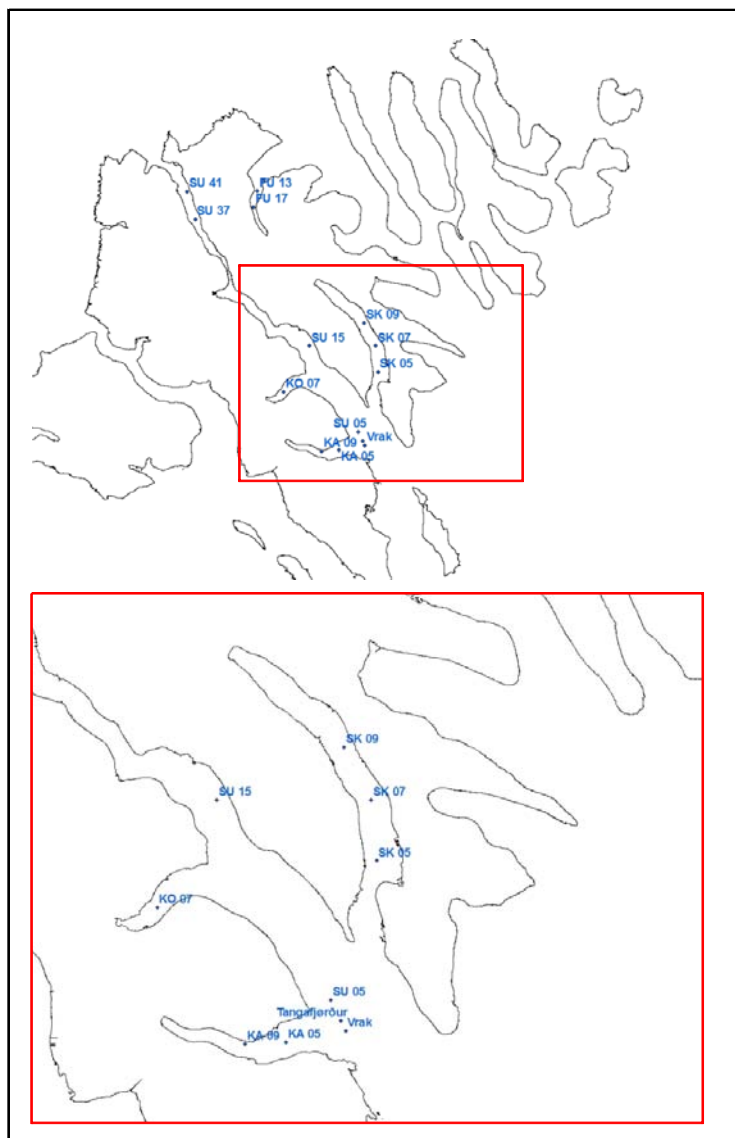 SU 41
FU 13
FU 17
SU 37
SK 09
SU 15
SK 07
SK 05
KO 07
SU 05
Vrak
KA 09
KA 05
SK 09
SU 15
SK 07
SK 05
KO 07
SU 05
Tangafjørður
Vrak
KA 09
KA 05